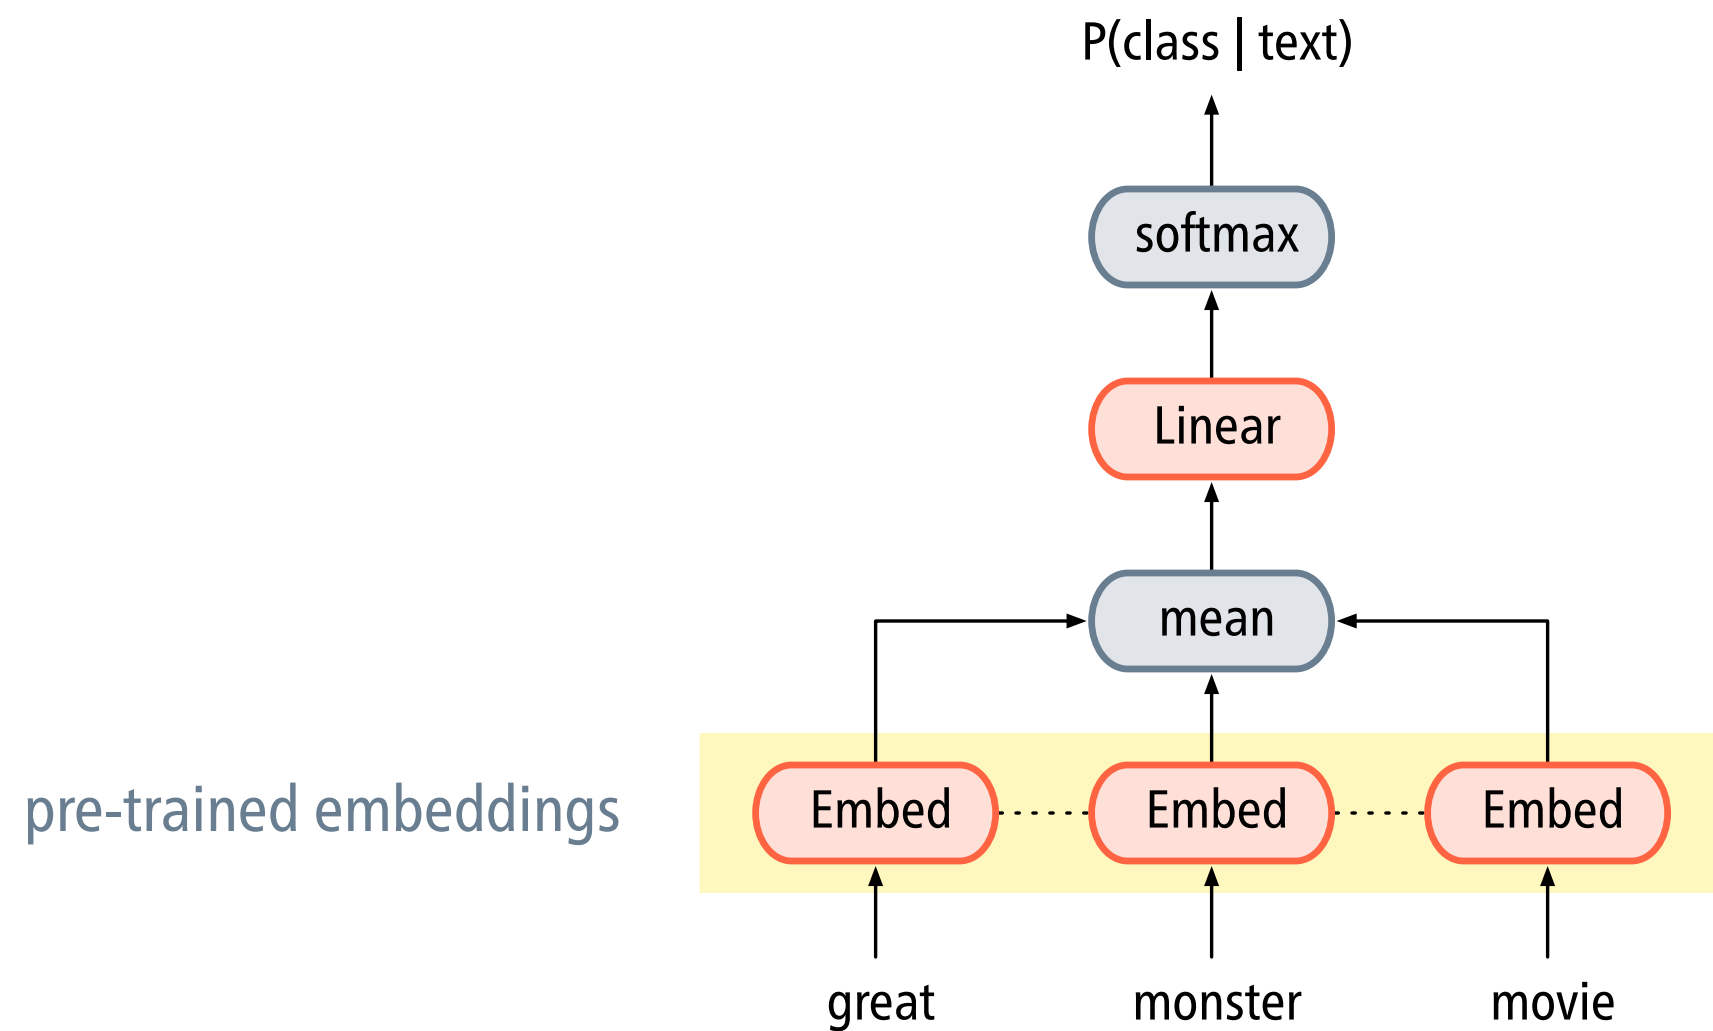 P(class | text)
softmax
Linear
mean
pre-trained embeddings
Embed
Embed
Embed
great
monster
movie